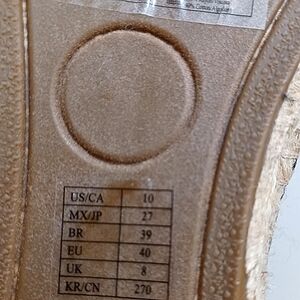 US/CA 10
MX/JP 27
BR 39
EU 40
UK 8
KR/CN 270